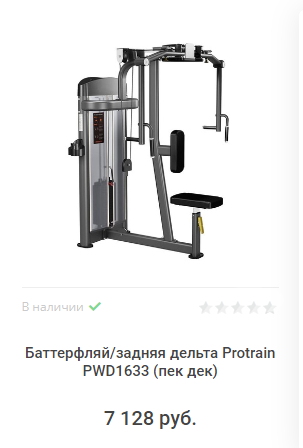 В наличии
Баттерфляй/задняя дельта Protrain
PWD1633 (пек дек)
7 128 руб.